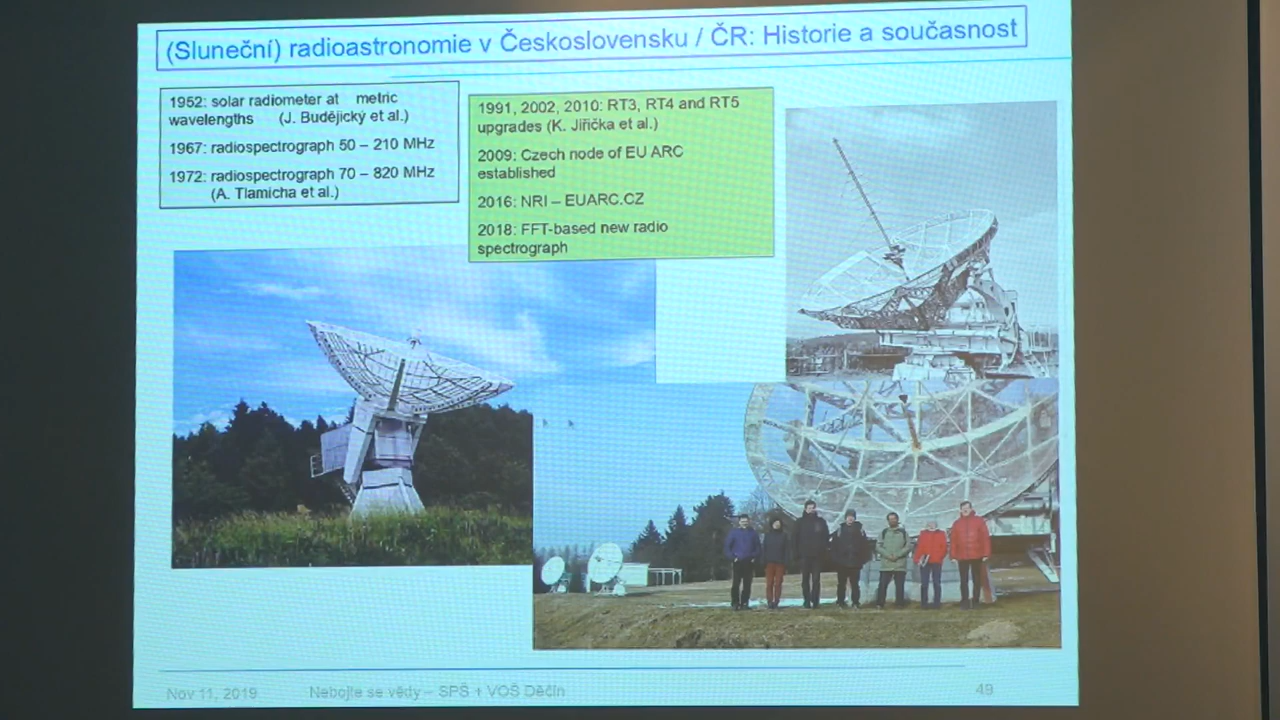 (Sluneční) radioastronomie v Československu / ČR: Historie a současnost
1952: solar radiometer at metric
wavelengths (J. Budějický et al.)
1967: radiospectrograph 50 – 210 MHz
1972: radiospectrograph 70 – 820 MHz
(A. Tlamicha et al.)
1991, 2002, 2010: RT3, RT4 and RT5
upgrades (K. Jiřička et al.)
2009: Czech node of EU ARC
established
2016: NRI – EUARC.CZ
2018: FFT-based new radio
spectrograph
Nov 11, 2019 Nebojte se vědy – SPŠ + VOŠ Děčín 49